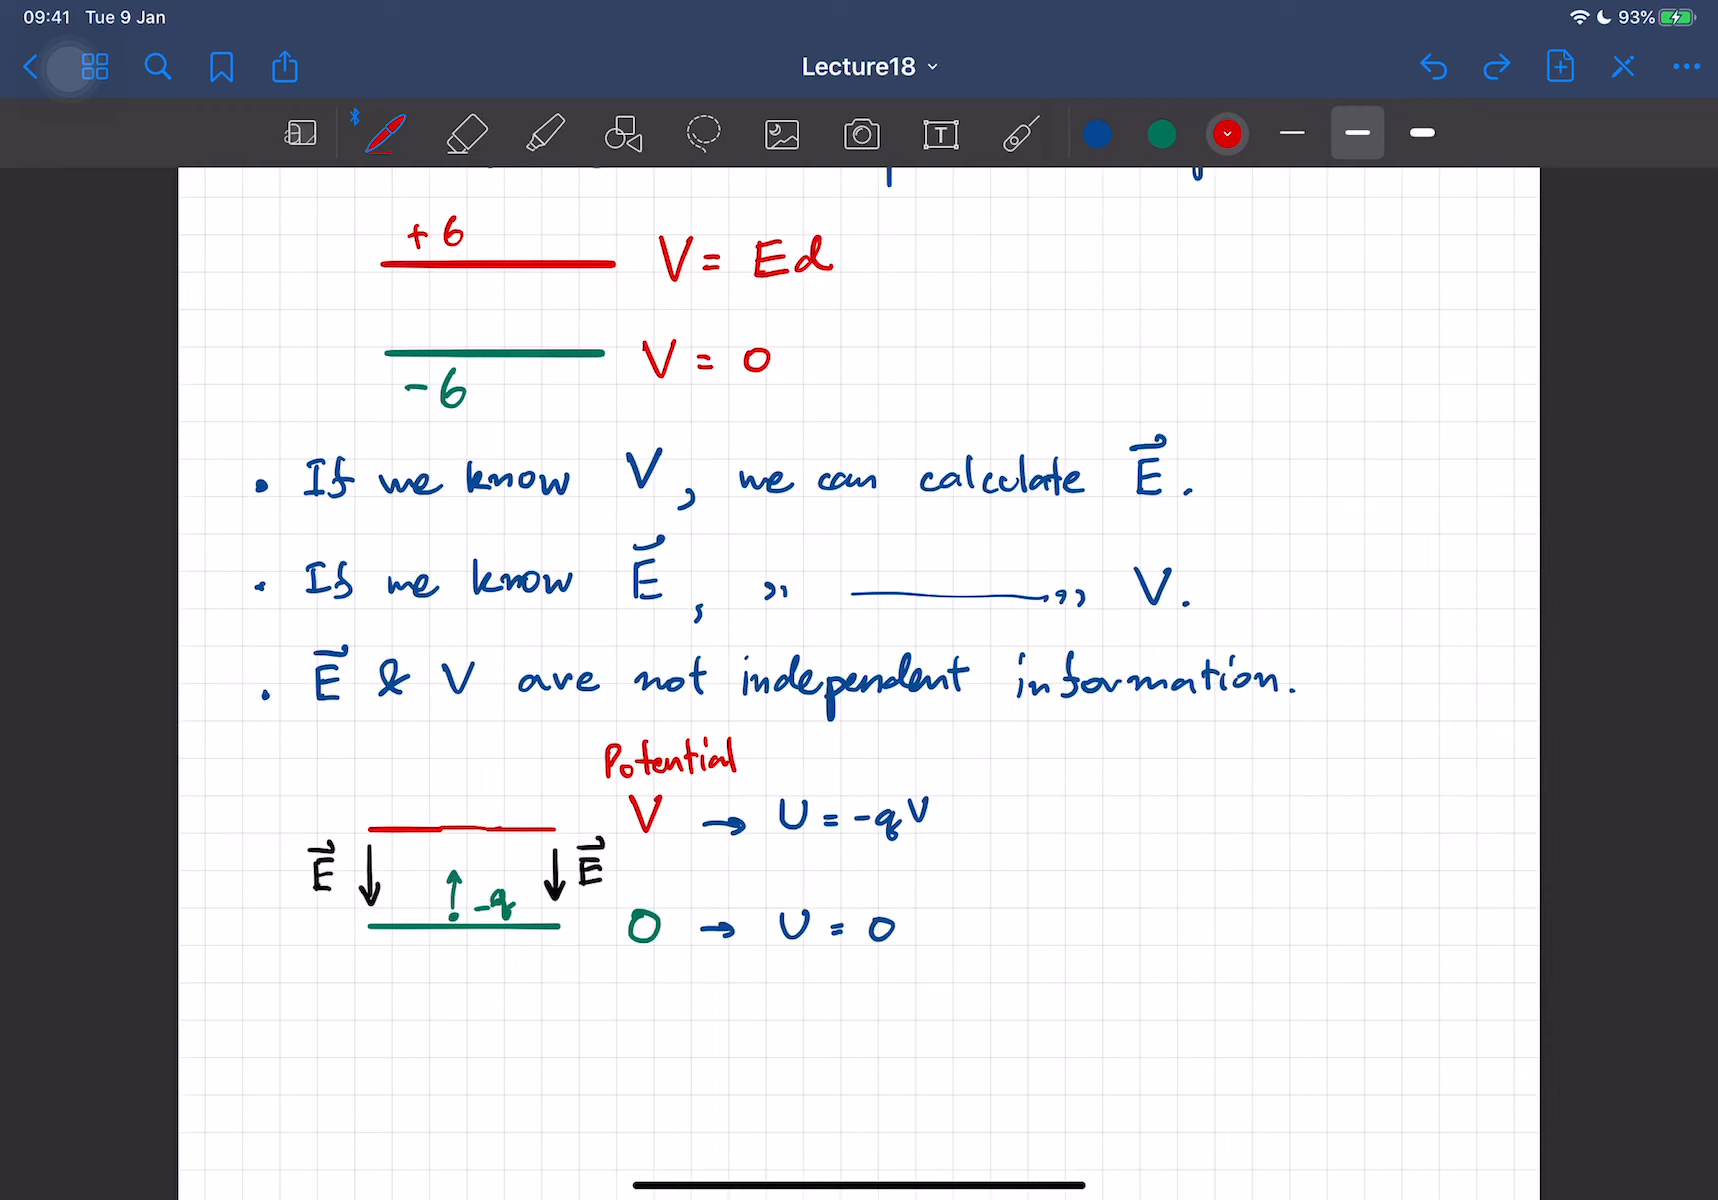 09:41 Tue 9 Jan 93%
Lecture18
T
+6
V = Ed
V = 0
-6
• If we know V, we can calculate E⃗.
• If we know E⃗, ,, ———,, V.
• E⃗ & V are not independent information.
Potential
V → U = -qV
E⃗ E⃗
-q
0 → U = 0